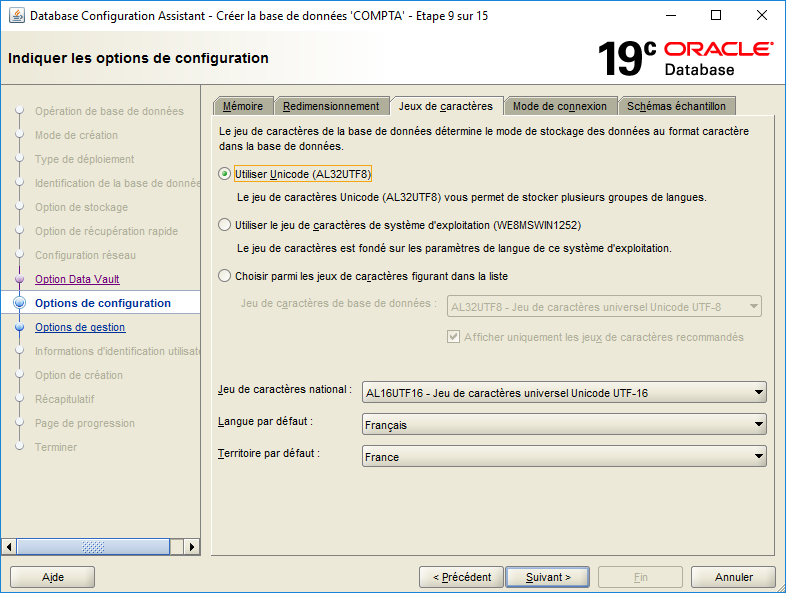 Database Configuration Assistant - Créer la base de données 'COMPTA' - Etape 9 sur 15
Indiquer les options de configuration
19c ORACLE
Database
Opération de base de données
Mode de création
Type de déploiement
Identification de la base de donnée
Option de stockage
Option de récupération rapide
Configuration réseau
Option Data Vault
Options de configuration
Options de gestion
Informations d'identification utilisate
Option de création
Récapitulatif
Page de progression
Terminer
Mémoire
Redimensionnement
Jeux de caractères
Mode de connexion
Schémas échantillon
Le jeu de caractères de la base de données détermine le mode de stockage des données au format caractère
dans la base de données.
Utiliser Unicode (AL32UTF8)
Le jeu de caractères Unicode (AL32UTF8) vous permet de stocker plusieurs groupes de langues.
Utiliser le jeu de caractères de système d'exploitation (WE8MSWIN1252)
Le jeu de caractères est fondé sur les paramètres de langue de ce système d'exploitation.
Choisir parmi les jeux de caractères figurant dans la liste
Jeu de caractères de base de données :
AL32UTF8 - Jeu de caractères universel Unicode UTF-8
Afficher uniquement les jeux de caractères recommandés
Jeu de caractères national :
AL16UTF16 - Jeu de caractères universel Unicode UTF-16
Langue par défaut :
Français
Territoire par défaut :
France
Aide
< Précédent
Suivant >
Fin
Annuler